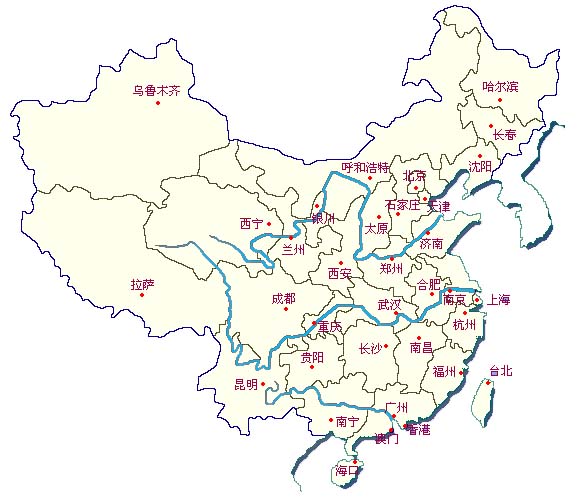 哈尔滨
乌鲁木齐
长春
沈阳
呼和浩特
北京
天津
石家庄
银川
太原
西宁
济南
兰州
郑州
西安
拉萨
合肥
成都
南京
上海
武汉
杭州
重庆
长沙
南昌
贵阳
福州
台北
昆明
广州
南宁
香港
澳门
海口